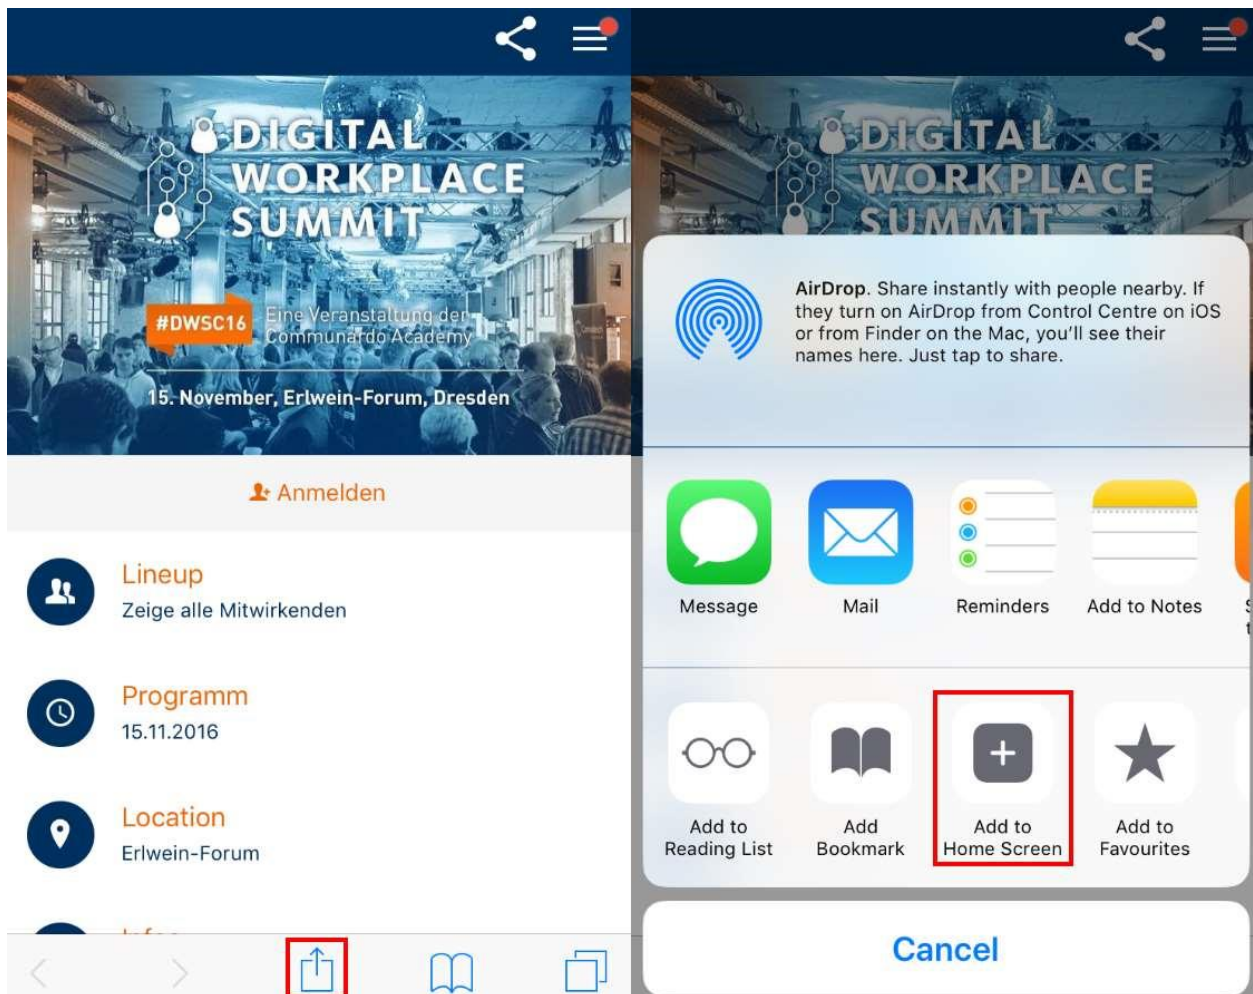 DIGITAL
WORKPLACE
SUMMIT
#DWSC16
Eine Veranstaltung der
Communardo Academy
15. November, Erlwein-Forum, Dresden
Anmelden
Lineup
Zeige alle Mitwirkenden
Programm
15.11.2016
Location
Erlwein-Forum
DIGITAL
WORKPLACE
SUMMIT
AirDrop. Share instantly with people nearby. If
they turn on AirDrop from Control Centre on iOS
or from Finder on the Mac, you'll see their
names here. Just tap to share.
Message
Mail
Reminders
Add to Notes
Add to
Reading List
Add
Bookmark
Add to
Home Screen
Add to
Favourites
Cancel